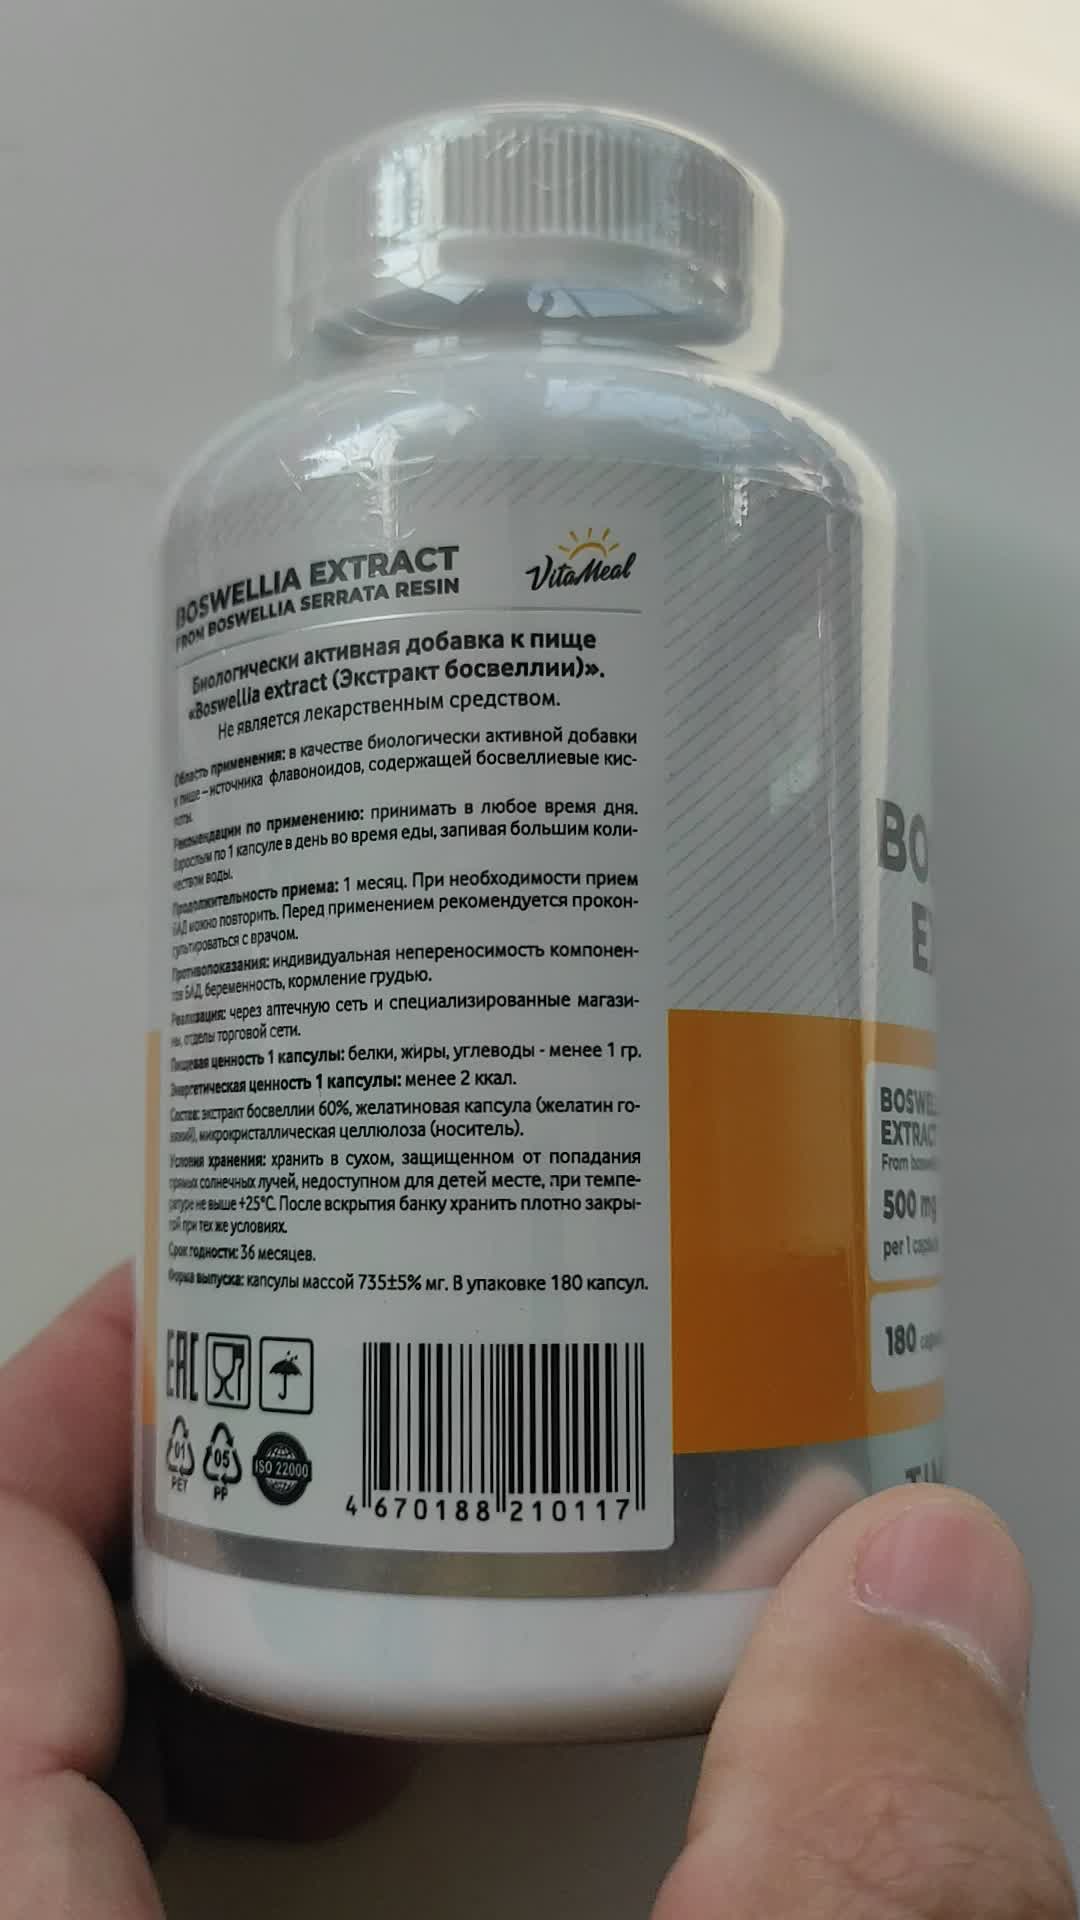 BOSWELLIA EXTRACT
FROM BOSWELLIA SERRATA RESIN
VitaMeal
Биологически активная добавка к пище
«Boswellia extract (Экстракт босвеллии)».
Не является лекарственным средством.
Область применения: в качестве биологически активной добавки
к пище – источника флавоноидов, содержащей босвеллиевые кис-
лоты.
Рекомендации по применению: принимать в любое время дня.
Взрослым по 1 капсуле в день во время еды, запивая большим коли-
чеством воды.
Продолжительность приема: 1 месяц. При необходимости прием
БАД можно повторить. Перед применением рекомендуется прокон-
сультироваться с врачом.
Противопоказания: индивидуальная непереносимость компонен-
тов БАД, беременность, кормление грудью.
Реализация: через аптечную сеть и специализированные магази-
ны, отделы торговой сети.
Пищевая ценность 1 капсулы: белки, жиры, углеводы - менее 1 гр.
Энергетическая ценность 1 капсулы: менее 2 ккал.
Состав: экстракт босвеллии 60%, желатиновая капсула (желатин го-
вяжий), микрокристаллическая целлюлоза (носитель).
Условия хранения: хранить в сухом, защищенном от попадания
прямых солнечных лучей, недоступном для детей месте, при темпе-
ратуре не выше +25°С. После вскрытия банку хранить плотно закры-
той при тех же условиях.
Срок годности: 36 месяцев.
Форма выпуска: капсулы массой 735±5% мг. В упаковке 180 капсул.
EAC
01
PET
05
PP
ISO 22000
4 670188 210117
BO
E
BOSWEL
EXTRACT
From bosw
500 mg
per 1 capsule
180 caps